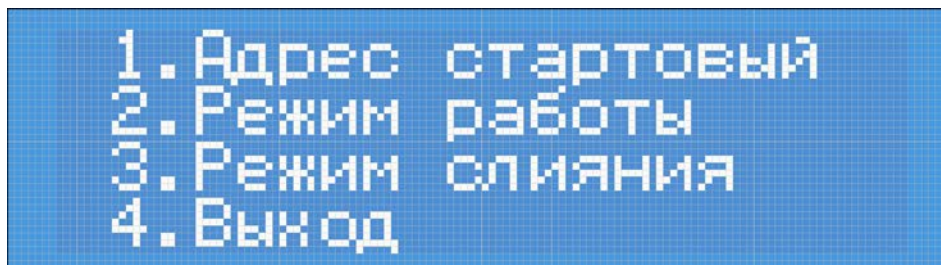 1.Адрес стартовый
2.Режим работы
3.Режим слияния
4.Выход